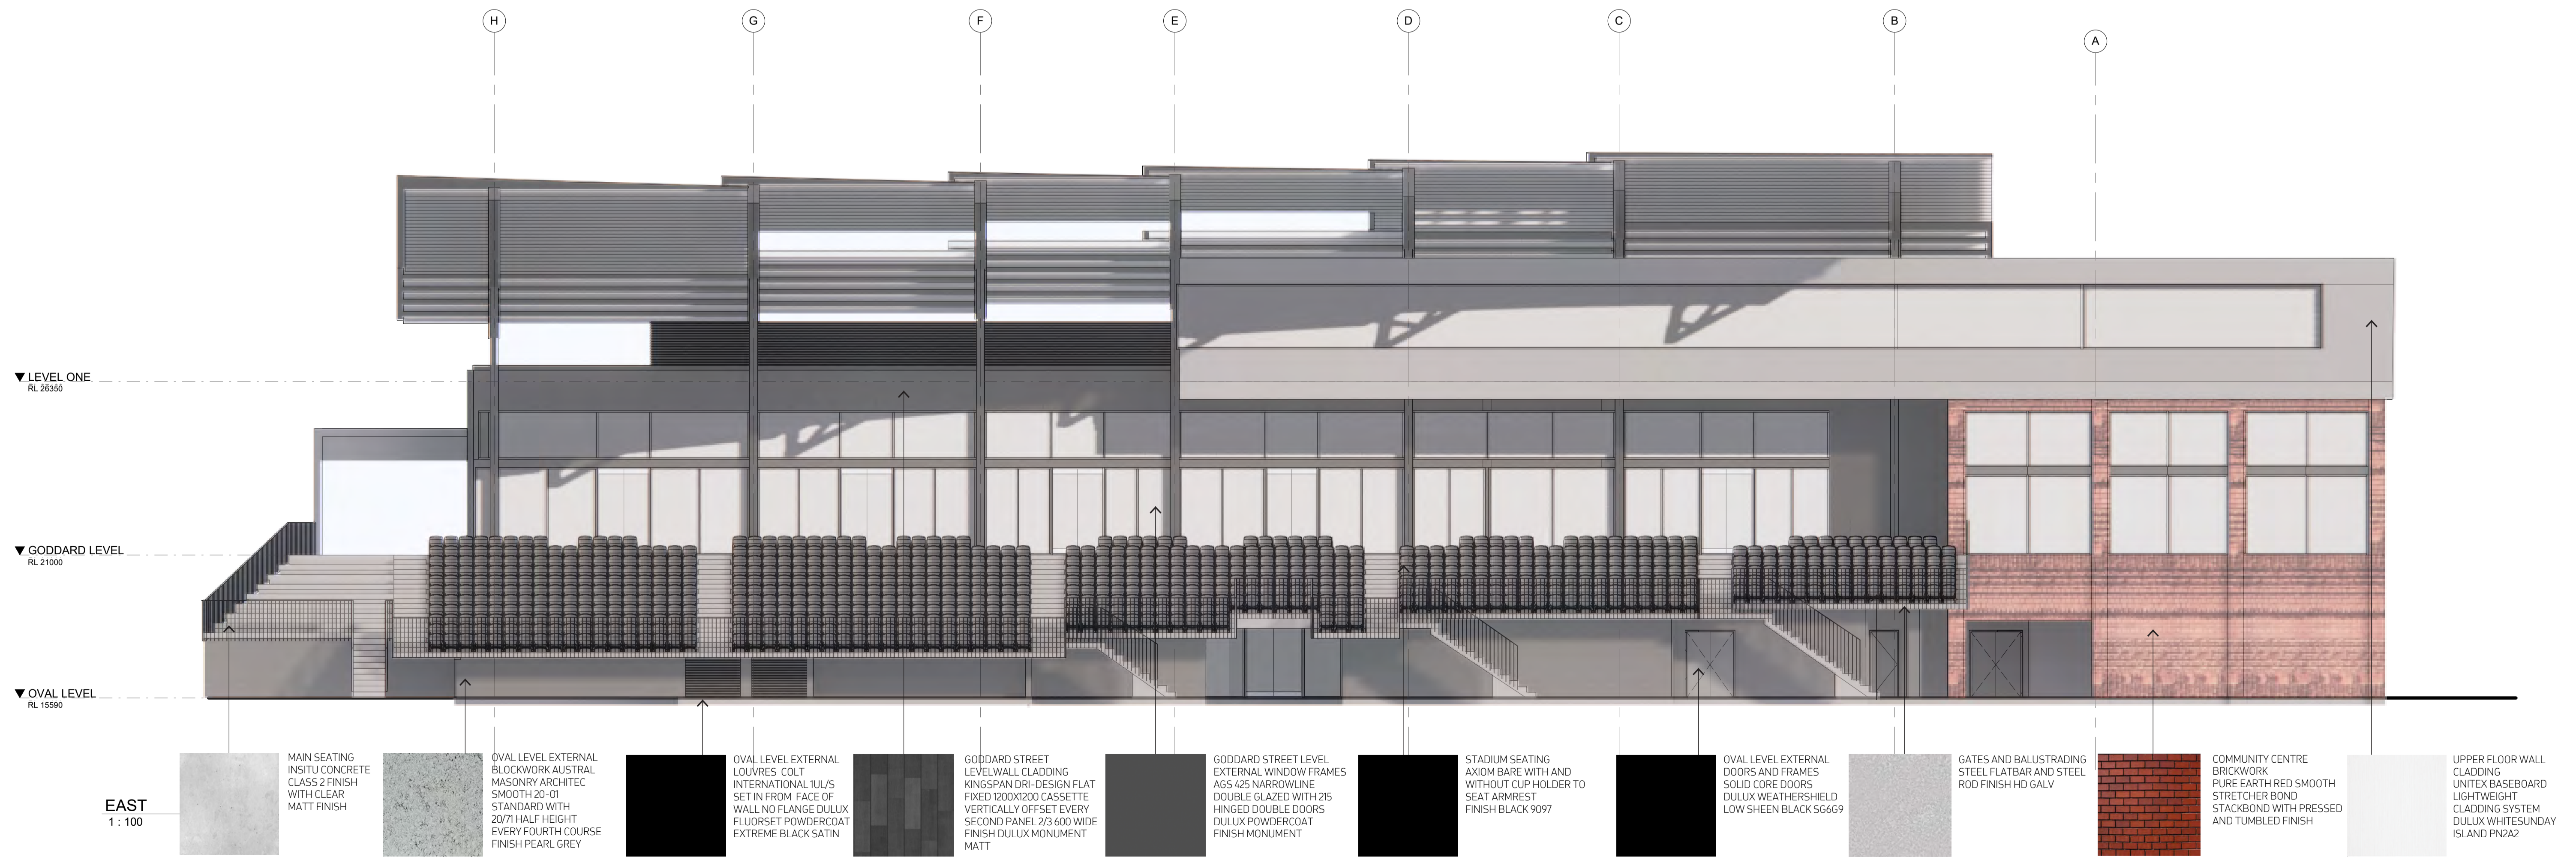 H
G
F
E
D
C
B
A
LEVEL ONE
RL 26350
GODDARD LEVEL
RL 21000
OVAL LEVEL
RL 15590
EAST
1 : 100
MAIN SEATING
INSITU CONCRETE
CLASS 2 FINISH
WITH CLEAR
MATT FINISH
OVAL LEVEL EXTERNAL
BLOCKWORK AUSTRAL
MASONRY ARCHITEC
SMOOTH 20-01
STANDARD WITH
20/71 HALF HEIGHT
EVERY FOURTH COURSE
FINISH PEARL GREY
OVAL LEVEL EXTERNAL
LOUVRES COLT
INTERNATIONAL 1UL/S
SET IN FROM FACE OF
WALL NO FLANGE DULUX
FLUORSET POWDERCOAT
EXTREME BLACK SATIN
GODDARD STREET
LEVELWALL CLADDING
KINGSPAN DRI-DESIGN FLAT
FIXED 1200X1200 CASSETTE
VERTICALLY OFFSET EVERY
SECOND PANEL 2/3 600 WIDE
FINISH DULUX MONUMENT
MATT
GODDARD STREET LEVEL
EXTERNAL WINDOW FRAMES
AGS 425 NARROWLINE
DOUBLE GLAZED WITH 215
HINGED DOUBLE DOORS
DULUX POWDERCOAT
FINISH MONUMENT
STADIUM SEATING
AXIOM BARE WITH AND
WITHOUT CUP HOLDER TO
SEAT ARMREST
FINISH BLACK 9097
OVAL LEVEL EXTERNAL
DOORS AND FRAMES
SOLID CORE DOORS
DULUX WEATHERSHIELD
LOW SHEEN BLACK SG6G9
GATES AND BALUSTRADING
STEEL FLATBAR AND STEEL
ROD FINISH HD GALV
COMMUNITY CENTRE
BRICKWORK
PURE EARTH RED SMOOTH
STRETCHER BOND
STACKBOND WITH PRESSED
AND TUMBLED FINISH
UPPER FLOOR WALL
CLADDING
UNITEX BASEBOARD
LIGHTWEIGHT
CLADDING SYSTEM
DULUX WHITESUNDAY
ISLAND PN2A2